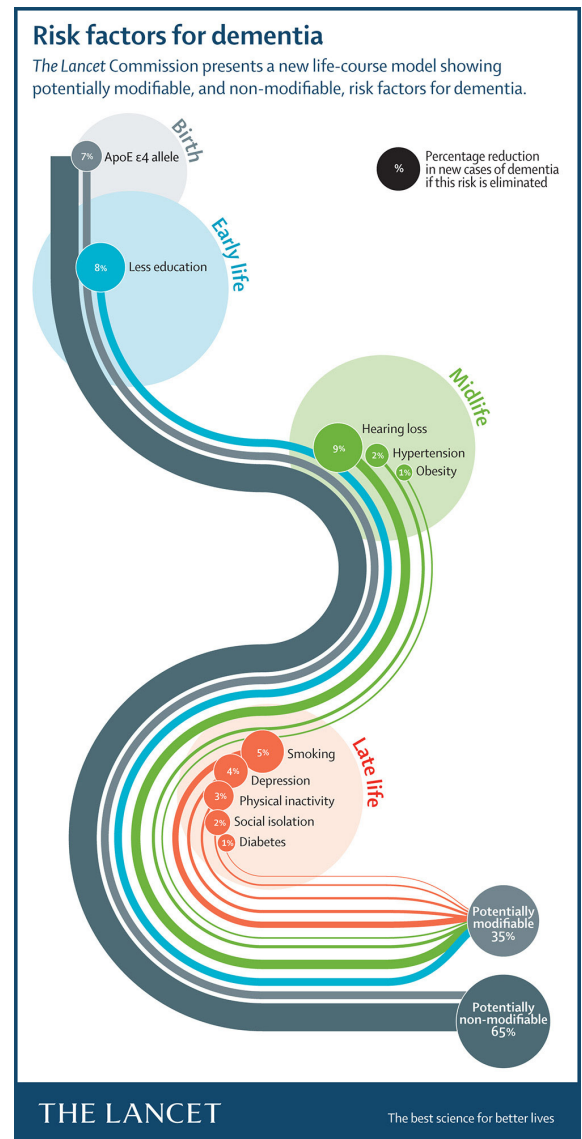 Risk factors for dementia
The Lancet Commission presents a new life-course model showing
potentially modifiable, and non-modifiable, risk factors for dementia.
Birth
7%
ApoE ε4 allele
%
Percentage reduction
in new cases of dementia
if this risk is eliminated
Early life
8%
Less education
Midlife
Hearing loss
9%
2%
Hypertension
1%
Obesity
Late life
5%
Smoking
4%
Depression
3%
Physical inactivity
2%
Social isolation
1%
Diabetes
Potentially
modifiable
35%
Potentially
non-modifiable
65%
THE LANCET
The best science for better lives